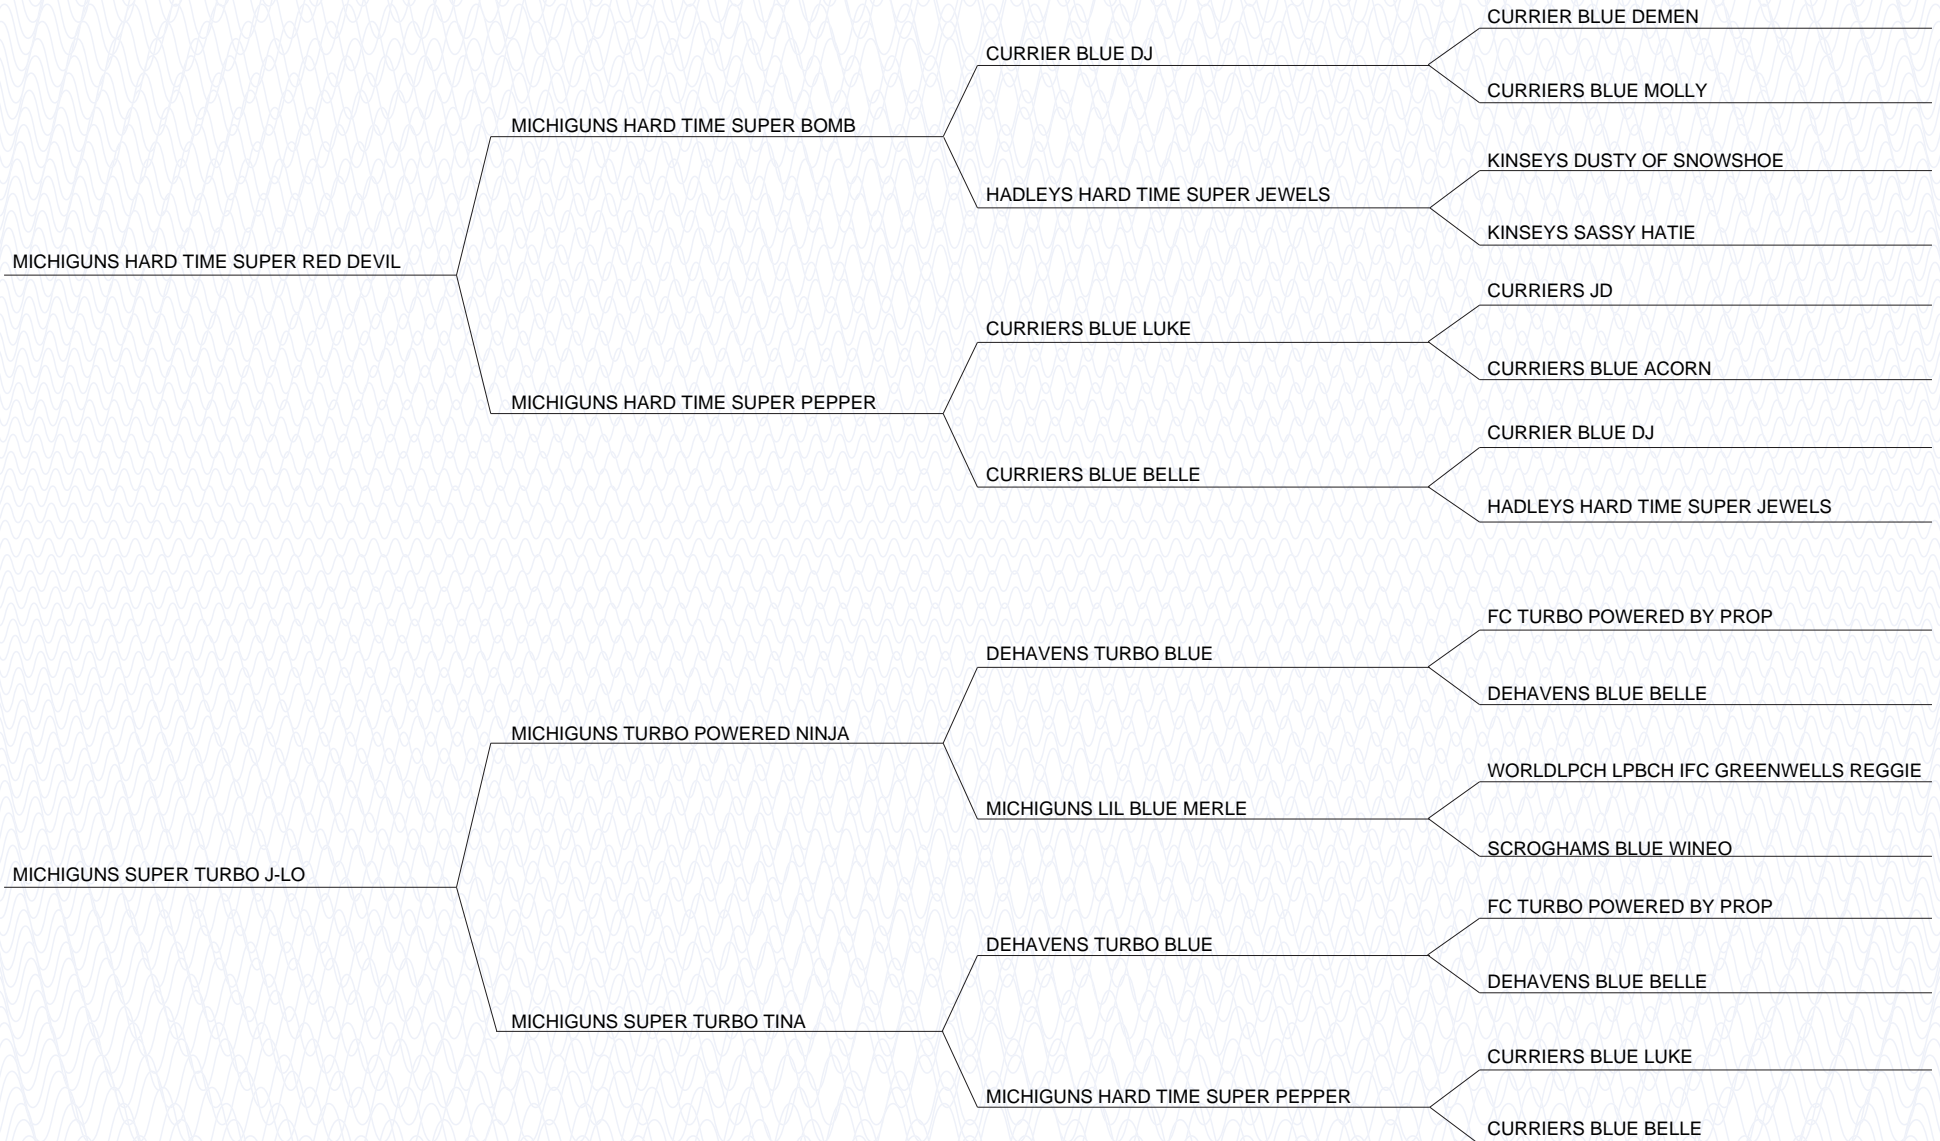 CURRIER BLUE DEMEN
CURRIER BLUE DJ
CURRIERS BLUE MOLLY
MICHIGUNS HARD TIME SUPER BOMB
KINSEYS DUSTY OF SNOWSHOE
HADLEYS HARD TIME SUPER JEWELS
KINSEYS SASSY HATIE
MICHIGUNS HARD TIME SUPER RED DEVIL
CURRIERS JD
CURRIERS BLUE LUKE
CURRIERS BLUE ACORN
MICHIGUNS HARD TIME SUPER PEPPER
CURRIER BLUE DJ
CURRIERS BLUE BELLE
HADLEYS HARD TIME SUPER JEWELS
FC TURBO POWERED BY PROP
DEHAVENS TURBO BLUE
DEHAVENS BLUE BELLE
MICHIGUNS TURBO POWERED NINJA
WORLDLPCH LPBCH IFC GREENWELLS REGGIE
MICHIGUNS LIL BLUE MERLE
SCROGHAMS BLUE WINEO
MICHIGUNS SUPER TURBO J-LO
FC TURBO POWERED BY PROP
DEHAVENS TURBO BLUE
DEHAVENS BLUE BELLE
MICHIGUNS SUPER TURBO TINA
CURRIERS BLUE LUKE
MICHIGUNS HARD TIME SUPER PEPPER
CURRIERS BLUE BELLE